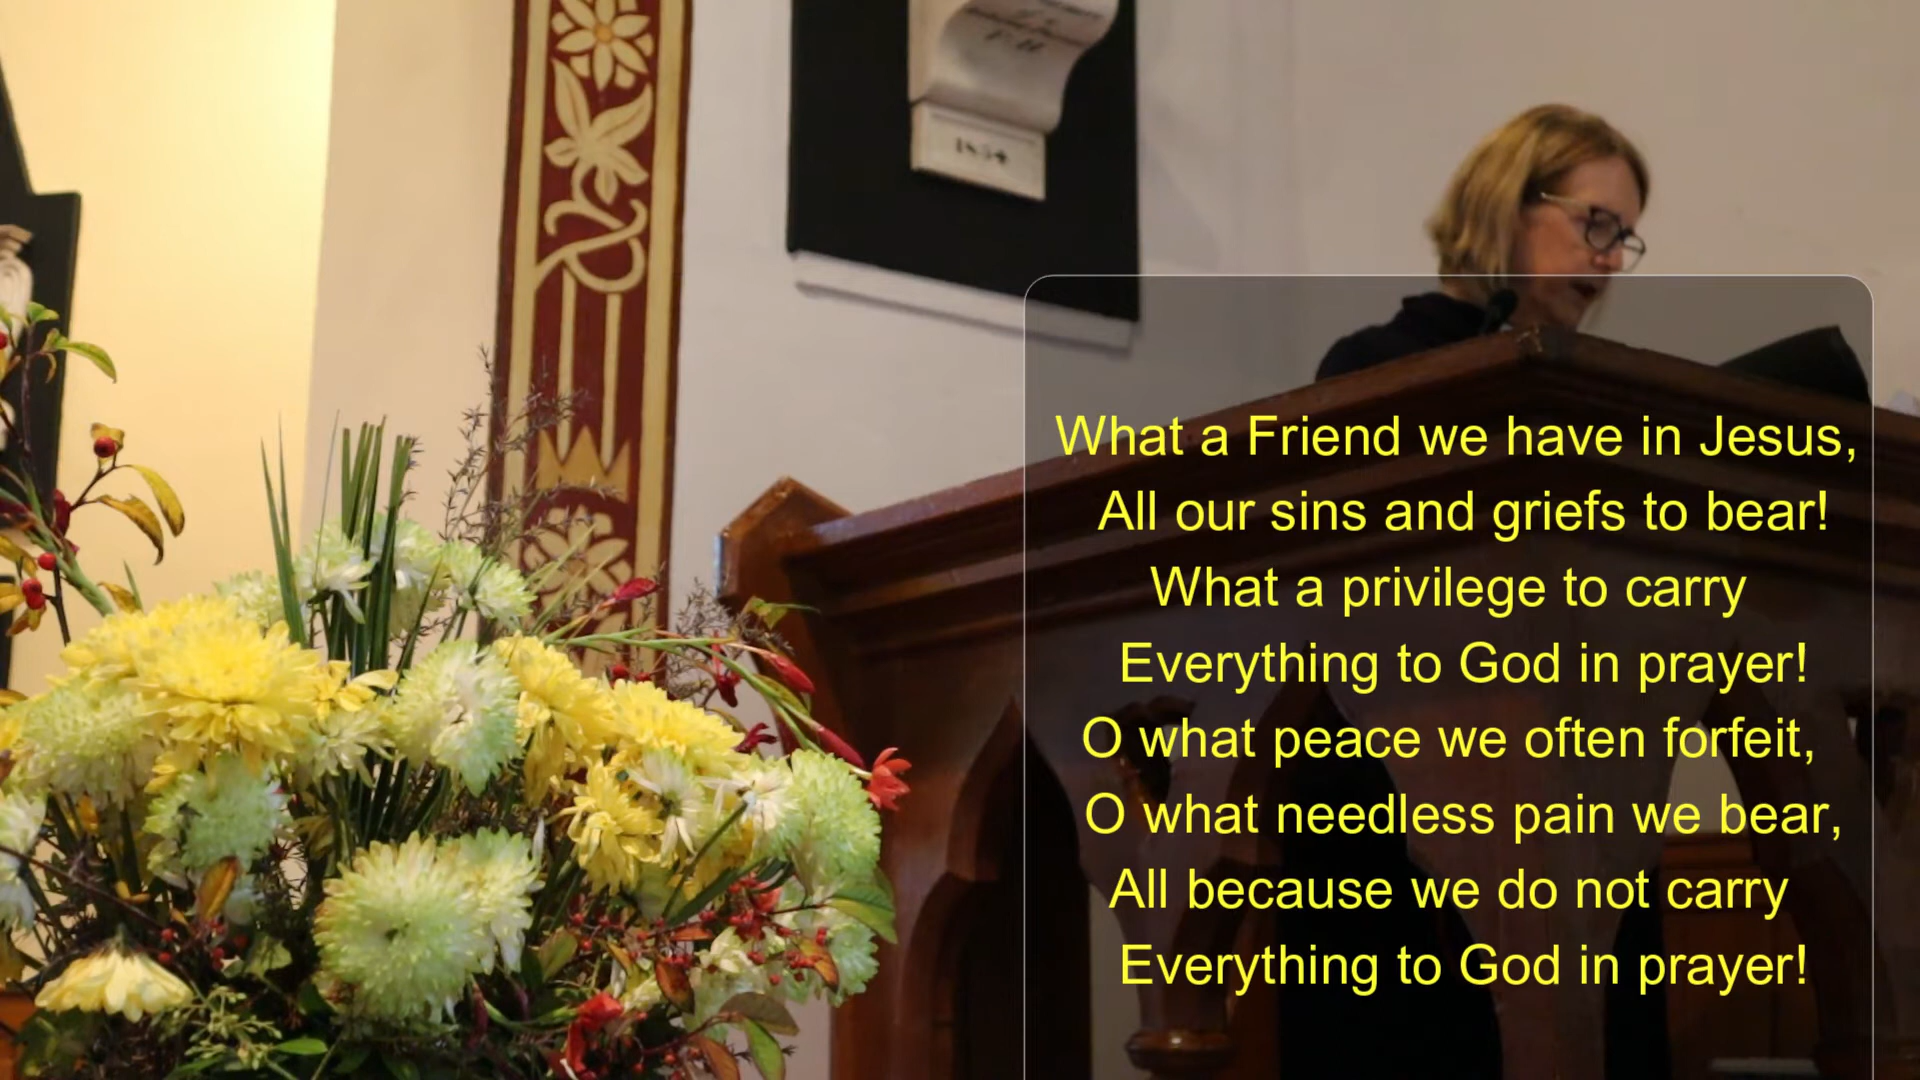 1854
What a Friend we have in Jesus,
All our sins and griefs to bear!
What a privilege to carry
Everything to God in prayer!
O what peace we often forfeit,
O what needless pain we bear,
All because we do not carry
Everything to God in prayer!